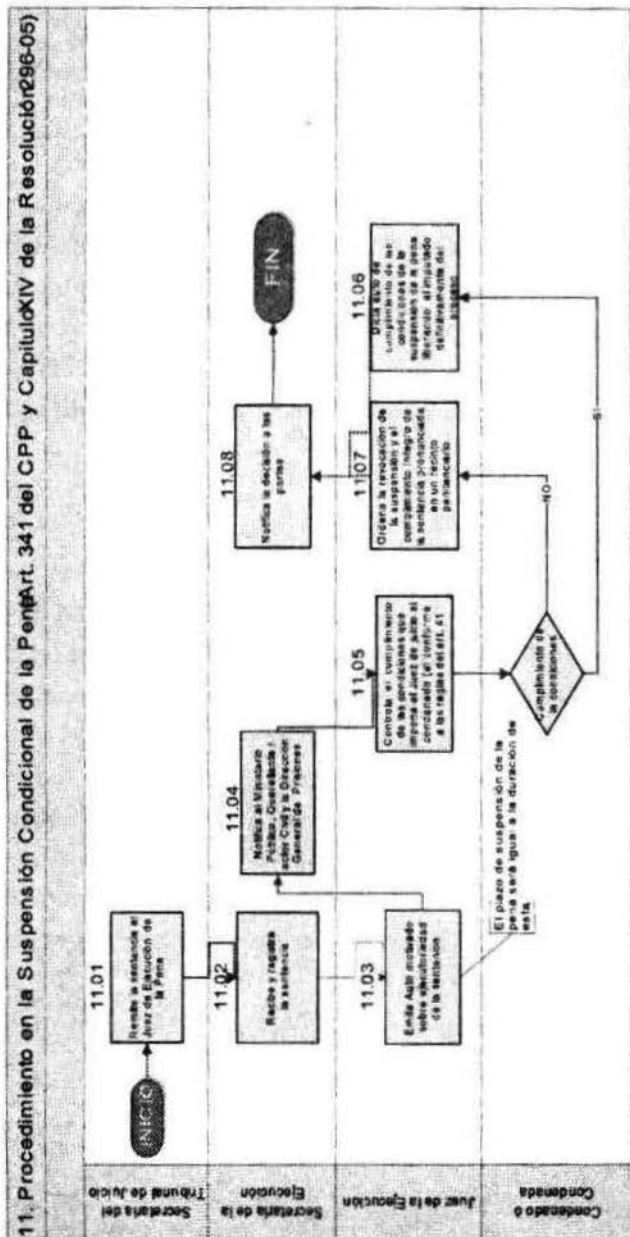 11. Procedimiento en la Suspensión Condicional de la Pena(Art. 341 del CPP y CapítuloXIV de la Resolución296-05)
Secretaría del
Tribunal de Juicio
INICIO
11.01
Remite la sentencia al
Juez de Ejecución de
la Pena
Secretaría de la
Ejecución
11.02
Recibe y registra
la sentencia
11.04
Notifica al Ministerio
Público, Querellante /
actor Civil y la Dirección
General de Prisiones
11.08
Notifica la decisión a las
partes
FIN
Juez de la Ejecución
11.03
Emite Auto motivado
sobre ejecutoriedad
de la sentencia
11.05
Controla el cumplimiento
de las condiciones que
impone el Juez de juicio al
condenado (a) conforme
a las reglas del art. 41
11.07
Ordena la revocación de
la suspensión y el
cumplimiento íntegro de
la sentencia pronunciada
en un recinto
penitenciario
11.06
Dicta auto de
cumplimiento de las
condiciones de la
suspensión de la pena
liberando al imputado
definitivamente del
proceso
Condenado ó
Condenada
El plazo de suspensión de la
pena será igual a la duración de
esta.
Cumplimiento de
la condiciones
NO
SI